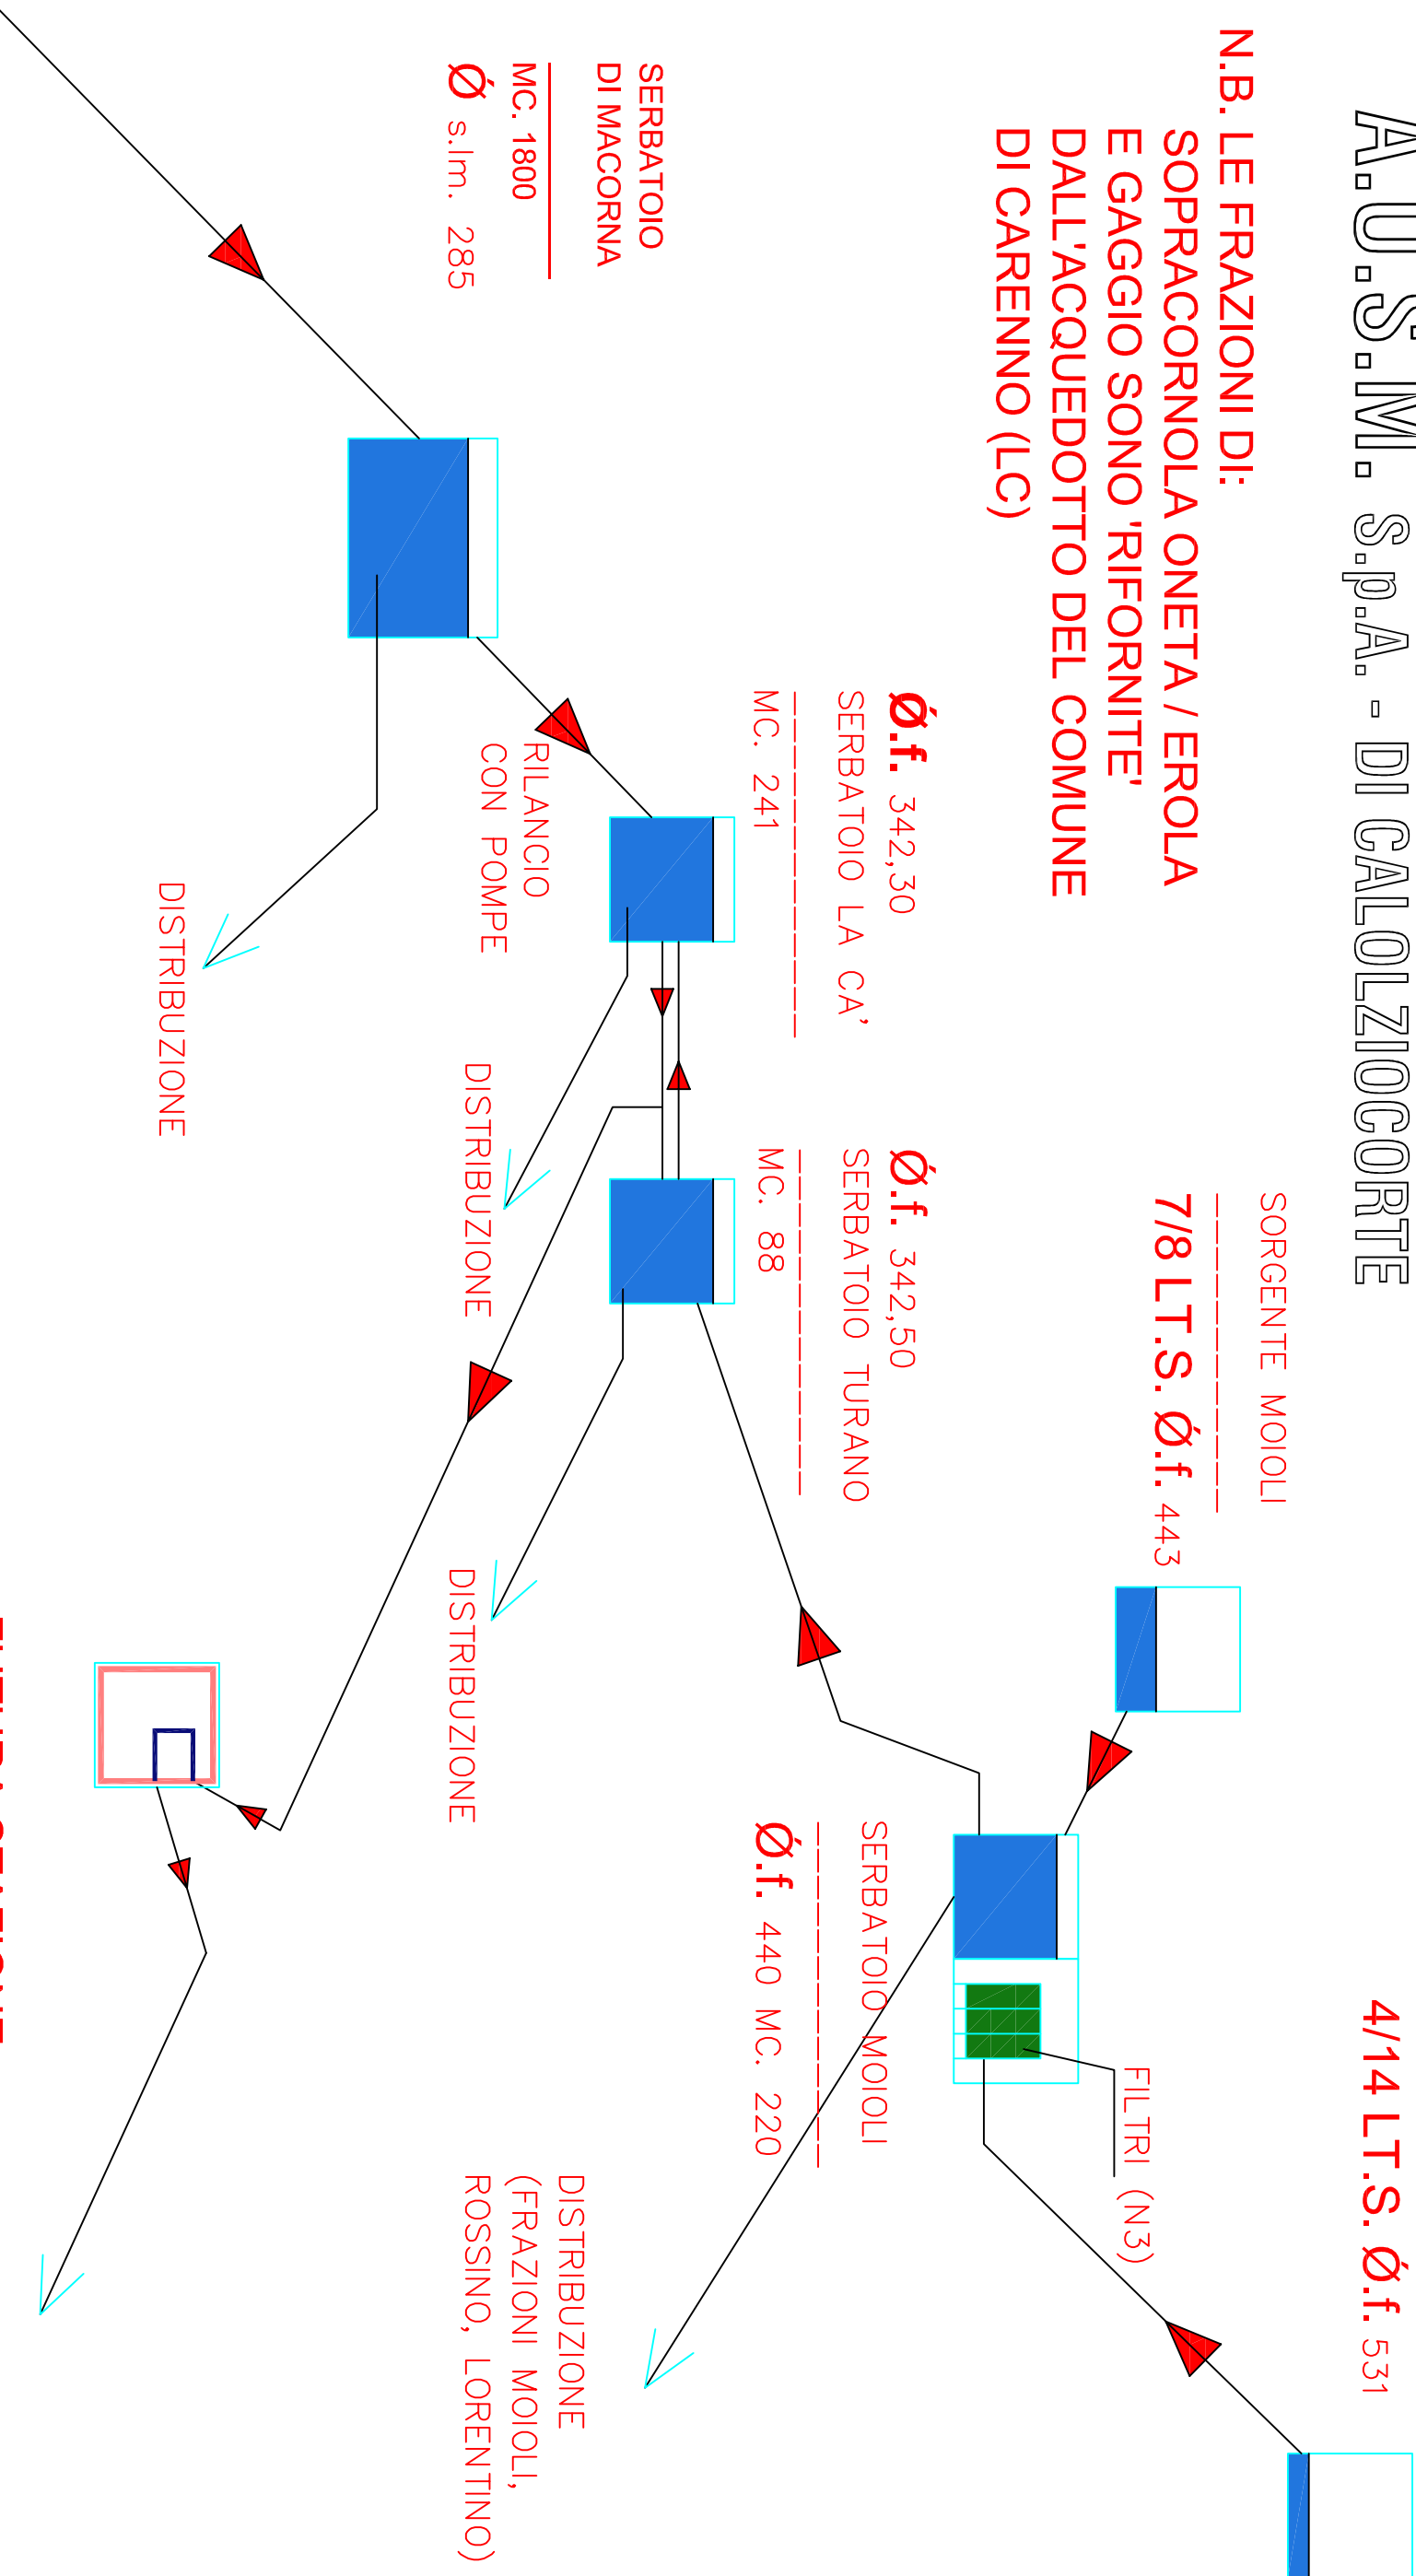 A.U.S.M. S.p.A. - DI CALOLZIOCORTE
N.B. LE FRAZIONI DI:
SOPRACORNOLA ONETA / EROLA
E GAGGIO SONO 'RIFORNITE'
DALL'ACQUEDOTTO DEL COMUNE
DI CARENNO (LC)
4/14 LT.S. Ø.f. 531
SORGENTE MOIOLI
7/8 LT.S. Ø.f. 443
FILTRI (N3)
Ø.f. 342,30
SERBATOIO LA CA'
MC. 241
Ø.f. 342,50
SERBATOIO TURANO
MC. 88
SERBATOIO MOIOLI
Ø.f. 440 MC. 220
SERBATOIO
DI MACORNA
MC. 1800
Ø s.lm. 285
RILANCIO
CON POMPE
DISTRIBUZIONE
DISTRIBUZIONE
DISTRIBUZIONE
DISTRIBUZIONE
(FRAZIONI MOIOLI,
ROSSINO, LORENTINO)